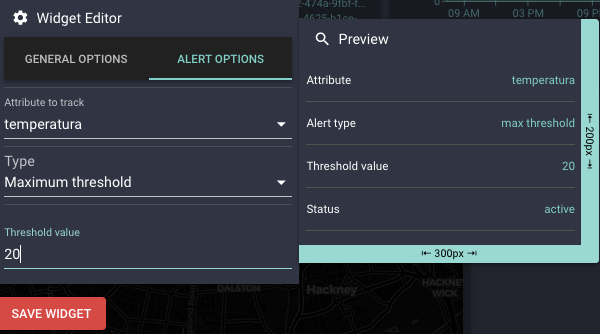 2-474a-9fbf-f...
-4625-b1ce-
09 AM
03 PM
09 PM
Widget Editor
GENERAL OPTIONS
ALERT OPTIONS
Attribute to track
temperatura
Type
Maximum threshold
Threshold value
20
SAVE WIDGET
Preview
Attribute temperatura
Alert type max threshold
Threshold value 20
Status active
200px
300px
DALSTON
Hackney
HACKNEY
WICK